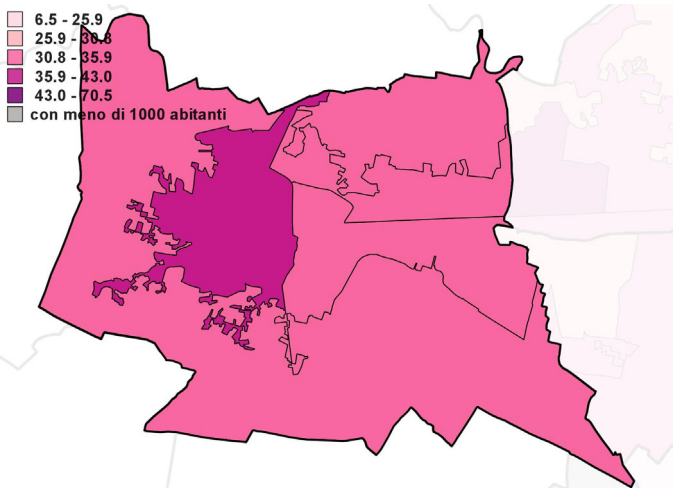 6.5 - 25.9
25.9 - 30.8
30.8 - 35.9
35.9 - 43.0
43.0 - 70.5
con meno di 1000 abitanti